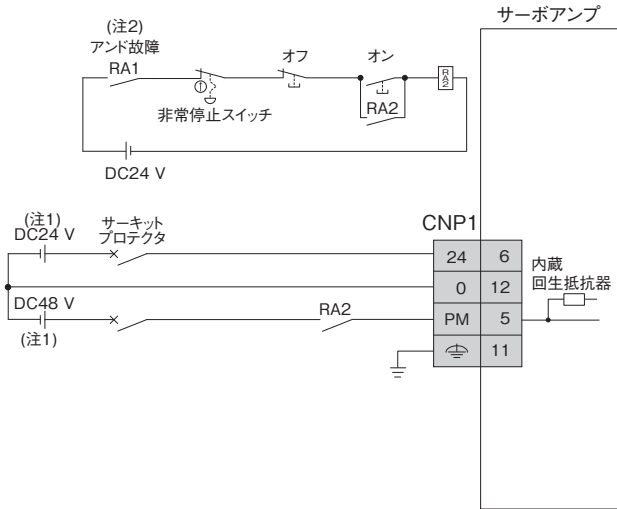 サーボアンプ
(注2)
アンド故障
RA1
オフ
オン
RA2
RA2
非常停止スイッチ
DC24 V
(注1)
DC24 V
サーキット
プロテクタ
CNP1
24
6
0
12
PM
5
11
内蔵
回生抵抗器
DC48 V
(注1)
RA2